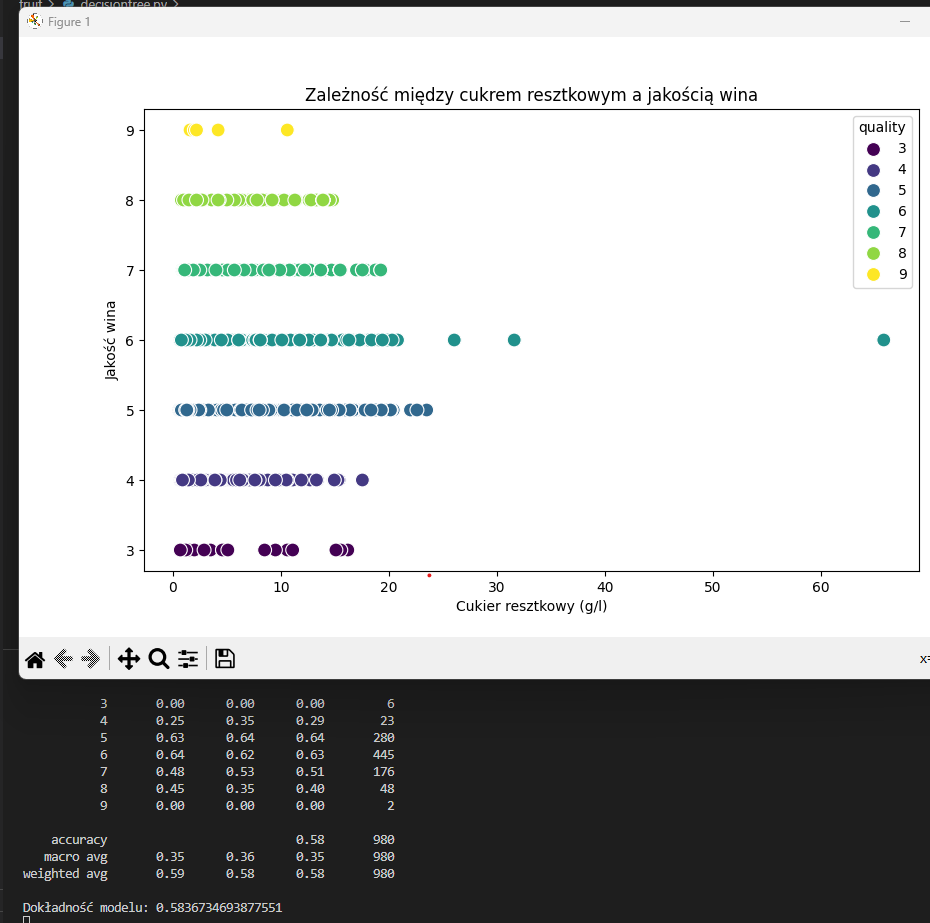 fruit > decisiontree.py >
Figure 1
Zależność między cukrem resztkowym a jakością wina
quality
3
4
5
6
7
8
9
9
8
7
6
5
4
3
Jakość wina
0 10 20 30 40 50 60
Cukier resztkowy (g/l)
x=
3 0.00 0.00 0.00 6
4 0.25 0.35 0.29 23
5 0.63 0.64 0.64 280
6 0.64 0.62 0.63 445
7 0.48 0.53 0.51 176
8 0.45 0.35 0.40 48
9 0.00 0.00 0.00 2
accuracy 0.58 980
macro avg 0.35 0.36 0.35 980
weighted avg 0.59 0.58 0.58 980
Dokładność modelu: 0.5836734693877551